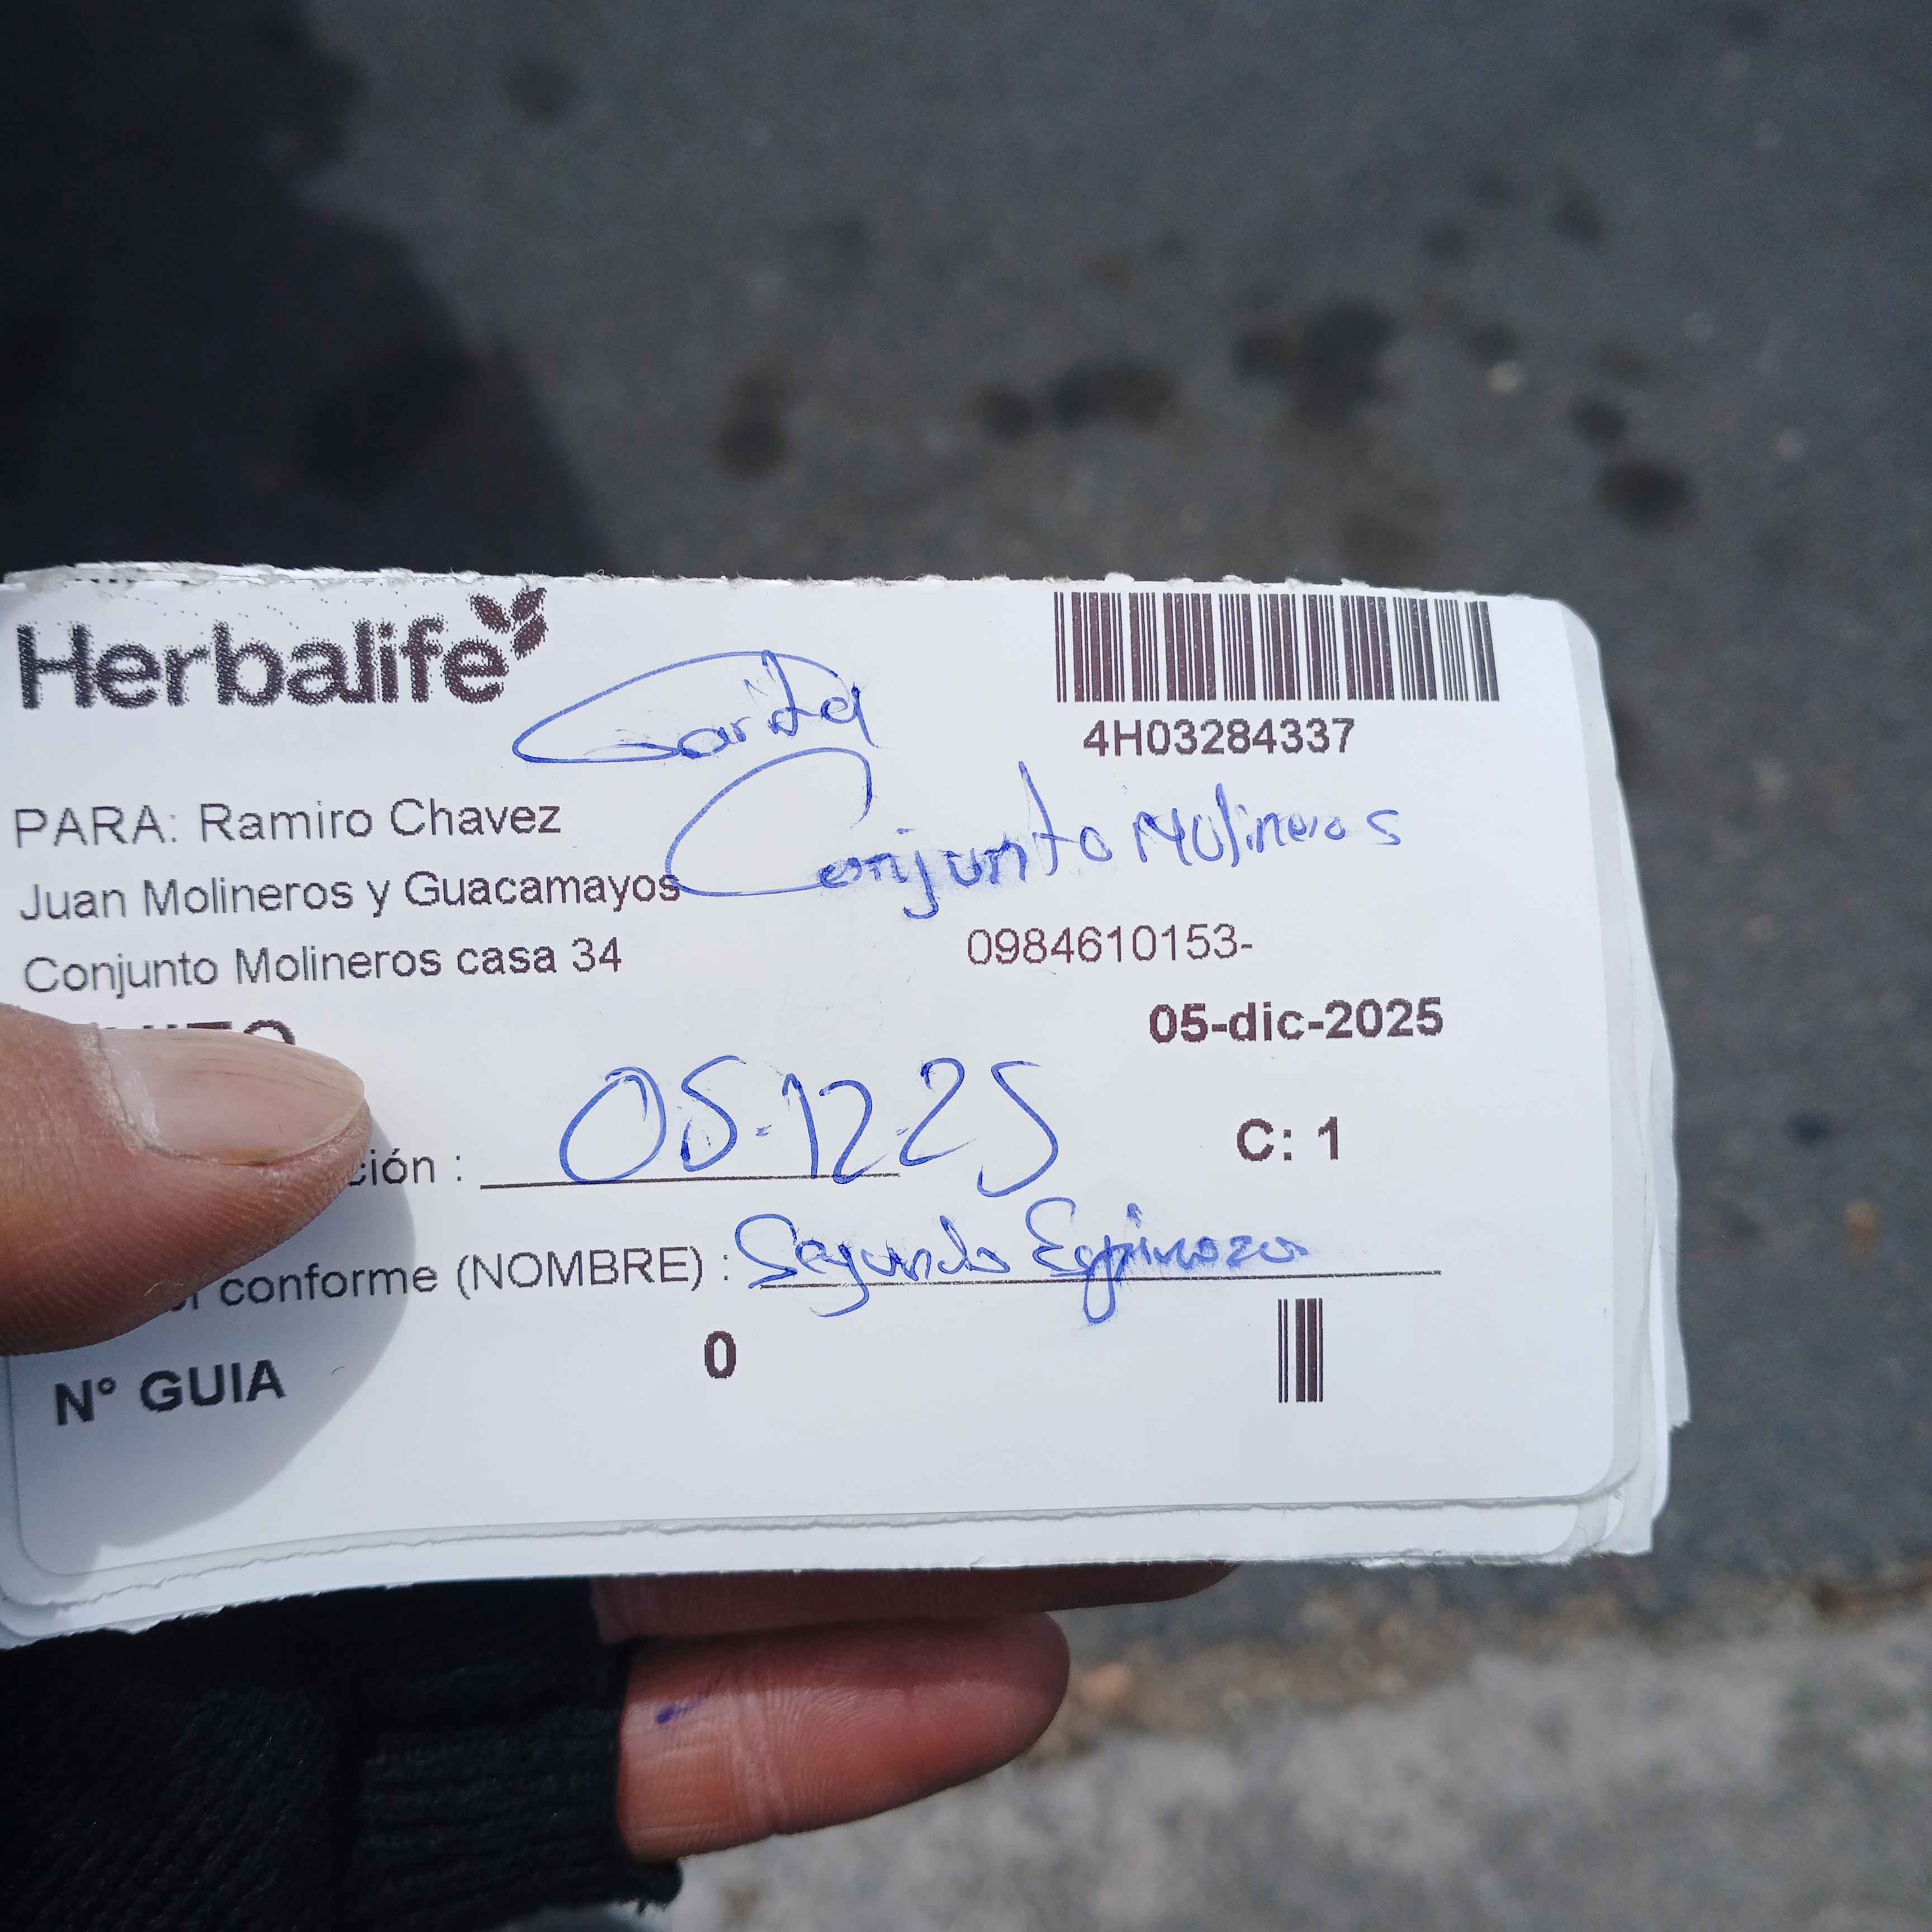 Herbalife
Garita
4H03284337
PARA: Ramiro Chavez
Conjunto Molineros
Juan Molineros y Guacamayos
Conjunto Molineros casa 34
0984610153-
05-dic-2025
ción : 05-12-25
C: 1
conforme (NOMBRE) : Segundo Espinoza
N° GUIA 0